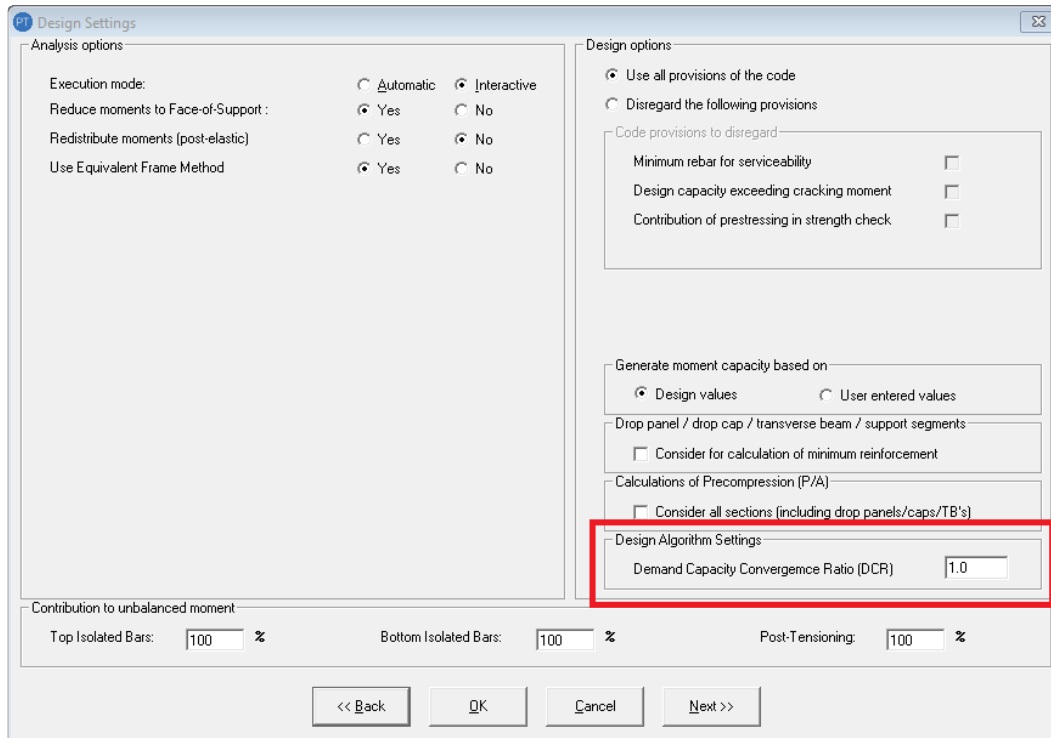 PT Design Settings
Analysis options
Execution mode: Automatic Interactive
Reduce moments to Face-of-Support : Yes No
Redistribute moments (post-elastic) Yes No
Use Equivalent Frame Method Yes No
Design options
Use all provisions of the code
Disregard the following provisions
Code provisions to disregard
Minimum rebar for serviceability
Design capacity exceeding cracking moment
Contribution of prestressing in strength check
Generate moment capacity based on
Design values User entered values
Drop panel / drop cap / transverse beam / support segments
Consider for calculation of minimum reinforcement
Calculations of Precompression (P/A)
Consider all sections (including drop panels/caps/TB's)
Design Algorithm Settings
Demand Capacity Convergemce Ratio (DCR) 1.0
Contribution to unbalanced moment
Top Isolated Bars: 100 % Bottom Isolated Bars: 100 % Post-Tensioning: 100 %
<< Back OK Cancel Next >>